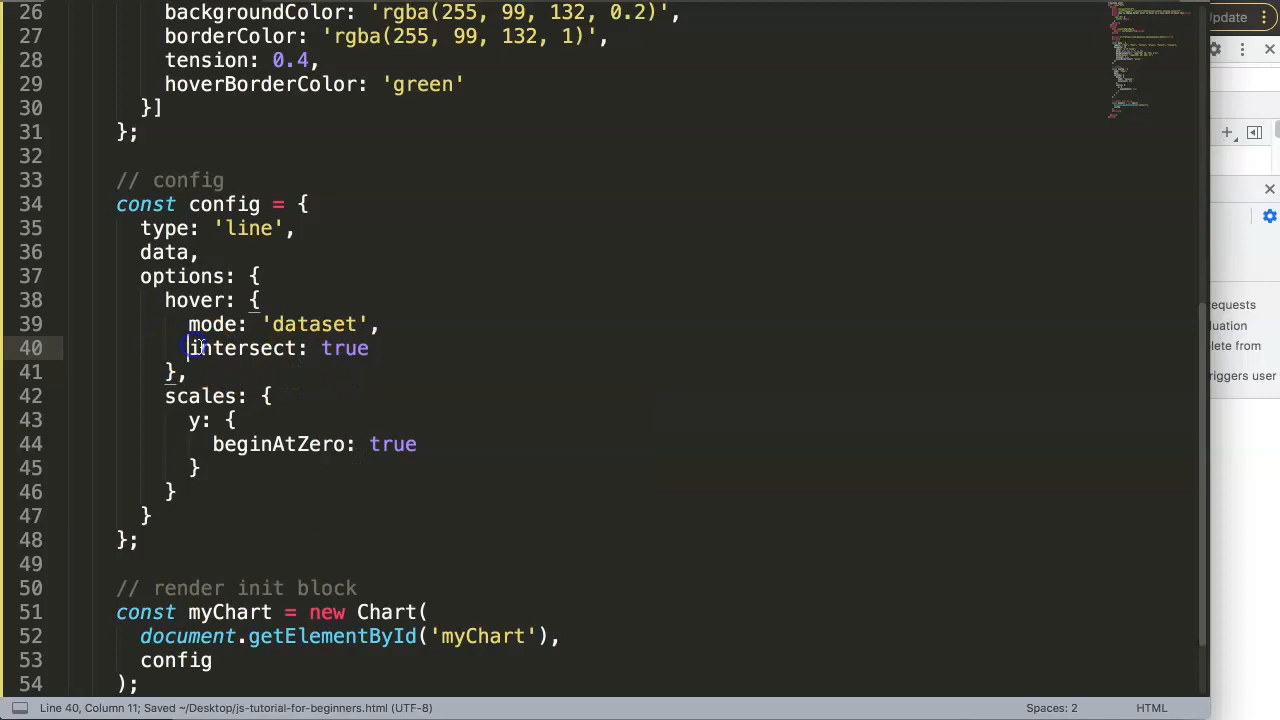 26 backgroundColor: 'rgba(255, 99, 132, 0.2)',
27 borderColor: 'rgba(255, 99, 132, 1)',
28 tension: 0.4,
29 hoverBorderColor: 'green'
30 }]
31 };
32
33 // config
34 const config = {
35 type: 'line',
36 data,
37 options: {
38 hover: {
39 mode: 'dataset',
40 intersect: true
41 },
42 scales: {
43 y: {
44 beginAtZero: true
45 }
46 }
47 }
48 };
49
50 // render init block
51 const myChart = new Chart(
52 document.getElementById('myChart'),
53 config
54 );
Update
equests
uation
ete from
riggers user
Line 40, Column 11; Saved ~/Desktop/js-tutorial-for-beginners.html (UTF-8)
Spaces: 2
HTML